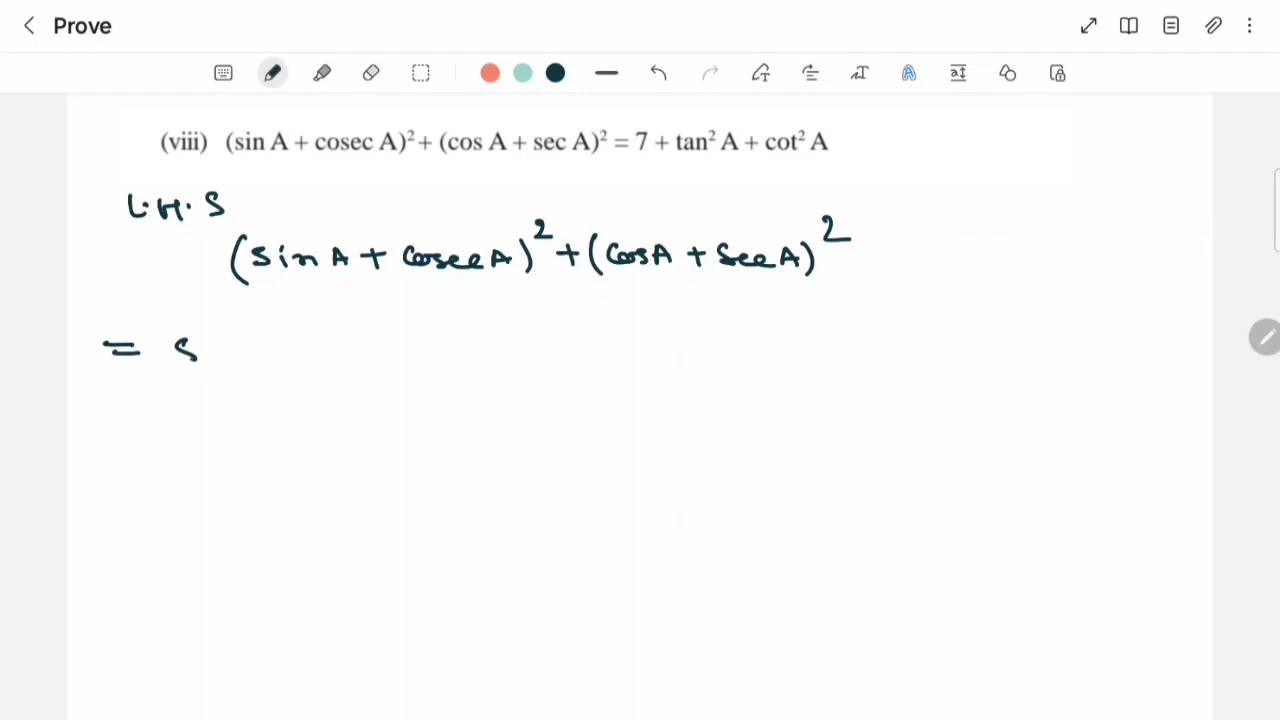 Prove
(viii) (sin A + cosec A)² + (cos A + sec A)² = 7 + tan² A + cot² A
L.H.S
(sin A + cosec A)² + (cos A + sec A)²
= s